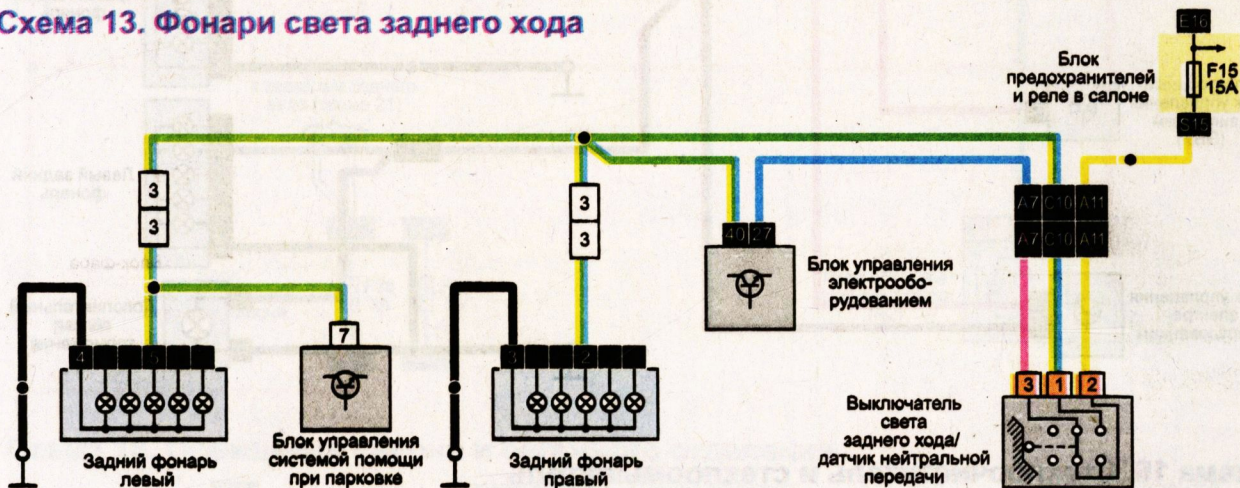 Схема 13. Фонари света заднего хода
E16
Блок
предохранителей
и реле в салоне
F15
15A
S15
3
3
3
3
A7 C10 A11
A7 C10 A11
40 27
Блок управления
электрообо-
рудованием
7
4 5
3 2
3 1 2
Задний фонарь
левый
Блок управления
системой помощи
при парковке
Задний фонарь
правый
Выключатель
света
заднего хода/
датчик нейтральной
передачи